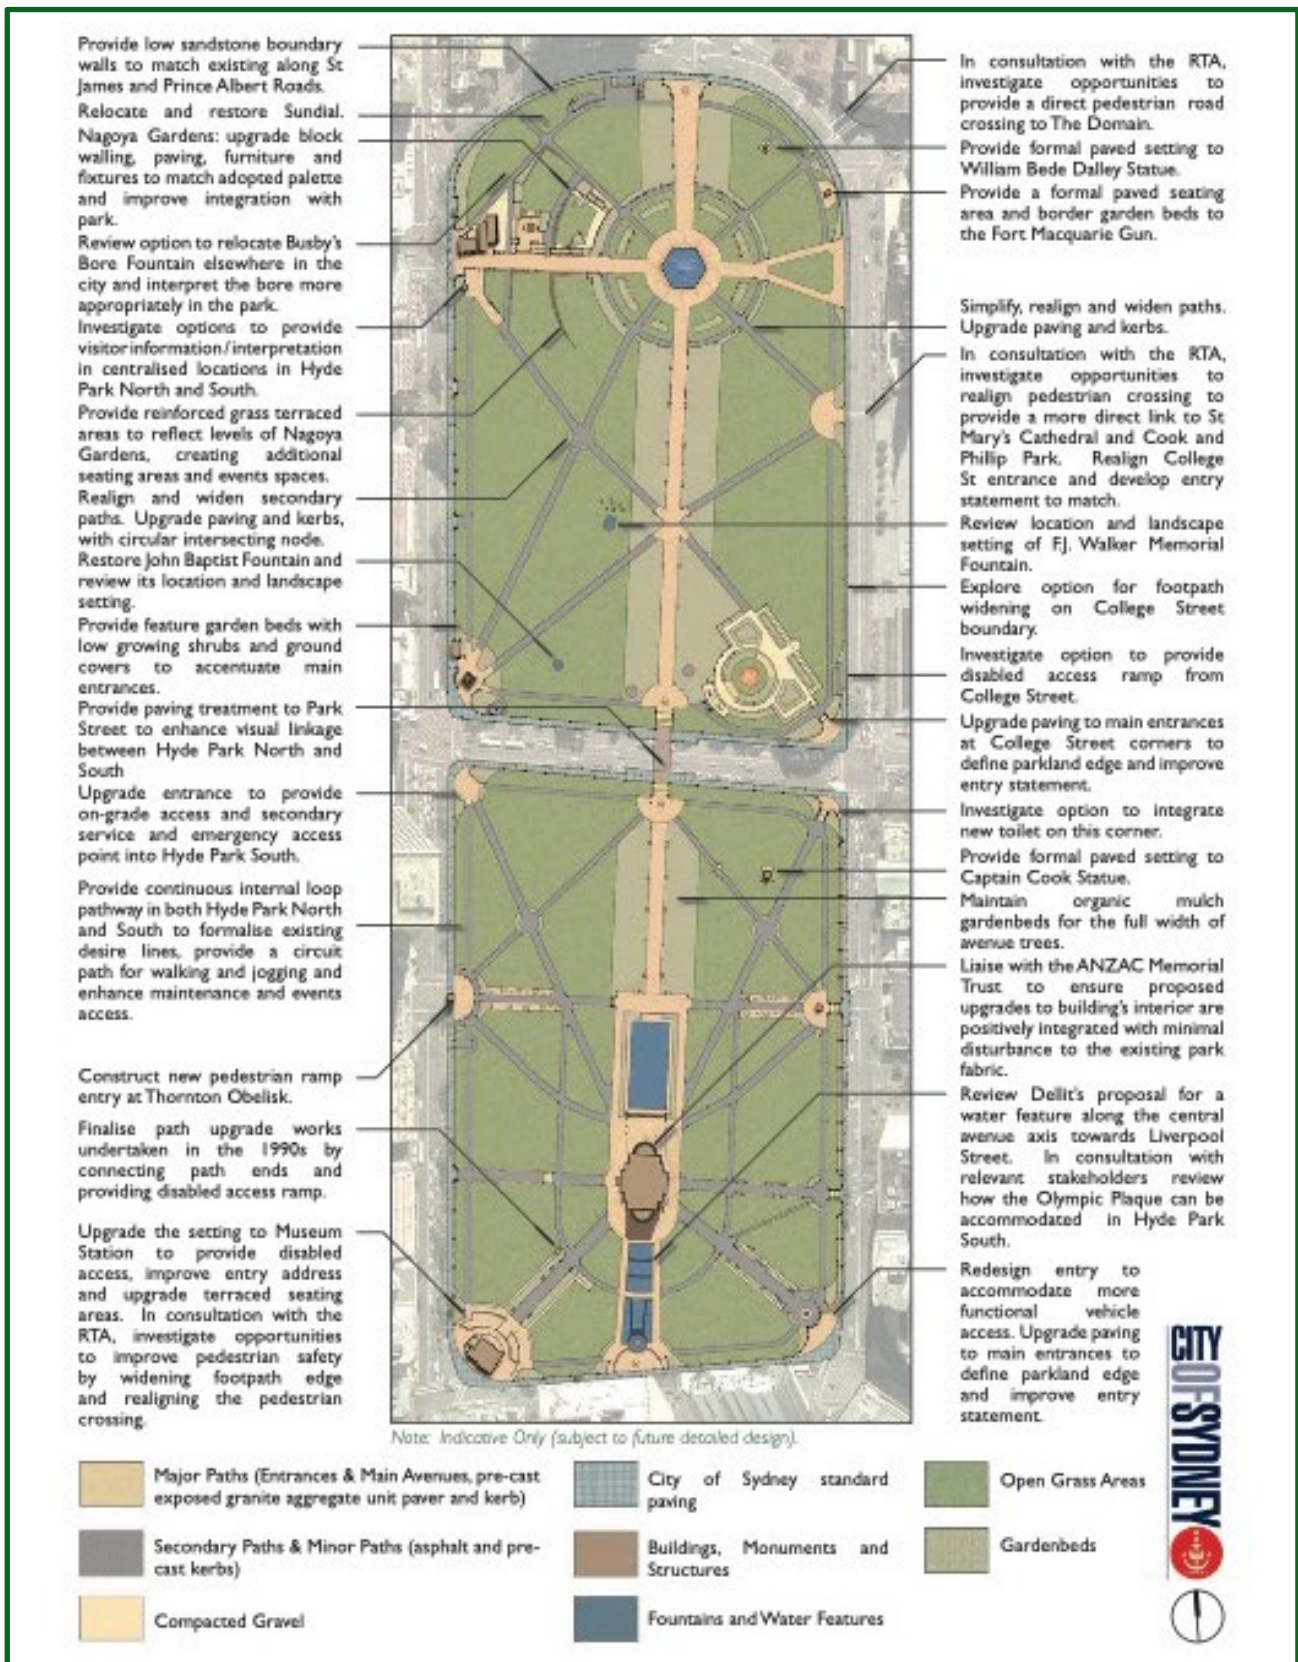 Provide low sandstone boundary
walls to match existing along St
James and Prince Albert Roads.
Relocate and restore Sundial.
Nagoya Gardens: upgrade block
walling, paving, furniture and
fixtures to match adopted palette
and improve integration with
park.
Review option to relocate Busby's
Bore Fountain elsewhere in the
city and interpret the bore more
appropriately in the park.
Investigate options to provide
visitor information/interpretation
in centralised locations in Hyde
Park North and South.
Provide reinforced grass terraced
areas to reflect levels of Nagoya
Gardens, creating additional
seating areas and events spaces.
Realign and widen secondary
paths. Upgrade paving and kerbs,
with circular intersecting node.
Restore John Baptist Fountain and
review its location and landscape
setting.
Provide feature garden beds with
low growing shrubs and ground
covers to accentuate main
entrances.
Provide paving treatment to Park
Street to enhance visual linkage
between Hyde Park North and
South
Upgrade entrance to provide
on-grade access and secondary
service and emergency access
point into Hyde Park South.
Provide continuous internal loop
pathway in both Hyde Park North
and South to formalise existing
desire lines, provide a circuit
path for walking and jogging and
enhance maintenance and events
access.
Construct new pedestrian ramp
entry at Thornton Obelisk.
Finalise path upgrade works
undertaken in the 1990s by
connecting path ends and
providing disabled access ramp.
Upgrade the setting to Museum
Station to provide disabled
access, improve entry address
and upgrade terraced seating
areas. In consultation with the
RTA, investigate opportunities
to improve pedestrian safety
by widening footpath edge
and realigning the pedestrian
crossing.
In consultation with the RTA,
investigate opportunities to
provide a direct pedestrian road
crossing to The Domain.
Provide formal paved setting to
William Bede Dalley Statue.
Provide a formal paved seating
area and border garden beds to
the Fort Macquarie Gun.
Simplify, realign and widen paths.
Upgrade paving and kerbs.
In consultation with the RTA,
investigate opportunities to
realign pedestrian crossing to
provide a more direct link to St
Mary's Cathedral and Cook and
Phillip Park. Realign College
St entrance and develop entry
statement to match.
Review location and landscape
setting of F.J. Walker Memorial
Fountain.
Explore option for footpath
widening on College Street
boundary.
Investigate option to provide
disabled access ramp from
College Street.
Upgrade paving to main entrances
at College Street corners to
define parkland edge and improve
entry statement.
Investigate option to integrate
new toilet on this corner.
Provide formal paved setting to
Captain Cook Statue.
Maintain organic mulch
gardenbeds for the full width of
avenue trees.
Liaise with the ANZAC Memorial
Trust to ensure proposed
upgrades to building's interior are
positively integrated with minimal
disturbance to the existing park
fabric.
Review Dellit's proposal for a
water feature along the central
avenue axis towards Liverpool
Street. In consultation with
relevant stakeholders review
how the Olympic Plaque can be
accommodated in Hyde Park
South.
Redesign entry to
accommodate more
functional vehicle
access. Upgrade paving
to main entrances to
define parkland edge
and improve entry
statement.
Note: Indicative Only (subject to future detailed design).
Major Paths (Entrances & Main Avenues, pre-cast
exposed granite aggregate unit paver and kerb)
Secondary Paths & Minor Paths (asphalt and pre-
cast kerbs)
Compacted Gravel
City of Sydney standard
paving
Buildings, Monuments and
Structures
Fountains and Water Features
Open Grass Areas
Gardenbeds
CITY OF SYDNEY